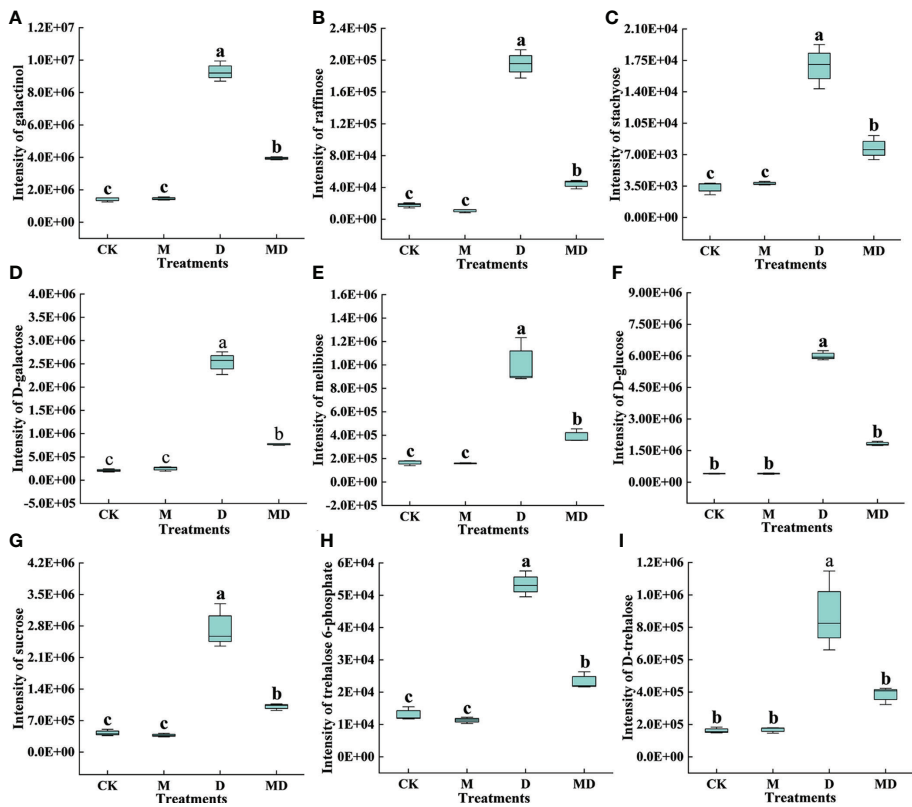 A
Intensity of galactinol
1.2E+07
1.0E+07
8.0E+06
6.0E+06
4.0E+06
2.0E+06
0.0E+00
c
c
a
b
CK M D MD
Treatments
B
Intensity of raffinose
2.0E+05
1.6E+05
1.2E+05
8.0E+04
4.0E+04
0.0E+00
c
c
a
b
CK M D MD
Treatments
C
Intensity of stachyose
2.10E+04
1.75E+04
1.40E+04
1.05E+04
7.00E+03
3.50E+03
0.00E+00
c
c
a
b
CK M D MD
Treatments
D
Intensity of D-galactose
4.0E+06
3.5E+06
3.0E+06
2.5E+06
2.0E+06
1.5E+06
1.0E+06
5.0E+05
0.0E+00
-5.0E+05
c
c
a
b
CK M D MD
Treatments
E
Intensity of melibiose
1.6E+06
1.4E+06
1.2E+06
1.0E+06
8.0E+05
6.0E+05
4.0E+05
2.0E+05
0.0E+00
-2.0E+05
c
c
a
b
CK M D MD
Treatments
F
Intensity of D-glucose
9.00E+06
7.50E+06
6.00E+06
4.50E+06
3.00E+06
1.50E+06
0.00E+00
b
b
a
b
CK M D MD
Treatments
G
Intensity of sucrose
4.2E+06
3.5E+06
2.8E+06
2.1E+06
1.4E+06
7.0E+05
0.0E+00
c
c
a
b
CK M D MD
Treatments
H
Intensity of trehalose 6-phosphate
6E+04
5E+04
4E+04
3E+04
2E+04
1E+04
0E+00
c
c
a
b
CK M D MD
Treatments
I
Intensity of D-trehalose
1.2E+06
1.0E+06
8.0E+05
6.0E+05
4.0E+05
2.0E+05
0.0E+00
b
b
a
b
CK M D MD
Treatments